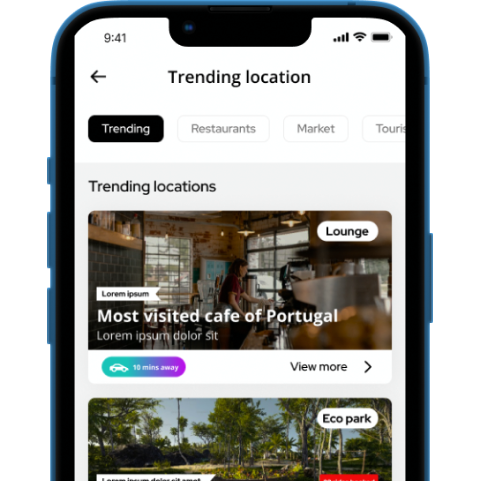 9:41
Trending location
Trending Restaurants Market Touris
Trending locations
Lounge
Lorem ipsum
Most visited cafe of Portugal
Lorem ipsum dolor sit
10 mins away View more
Eco park
Lorem ipsum dolor sit amet